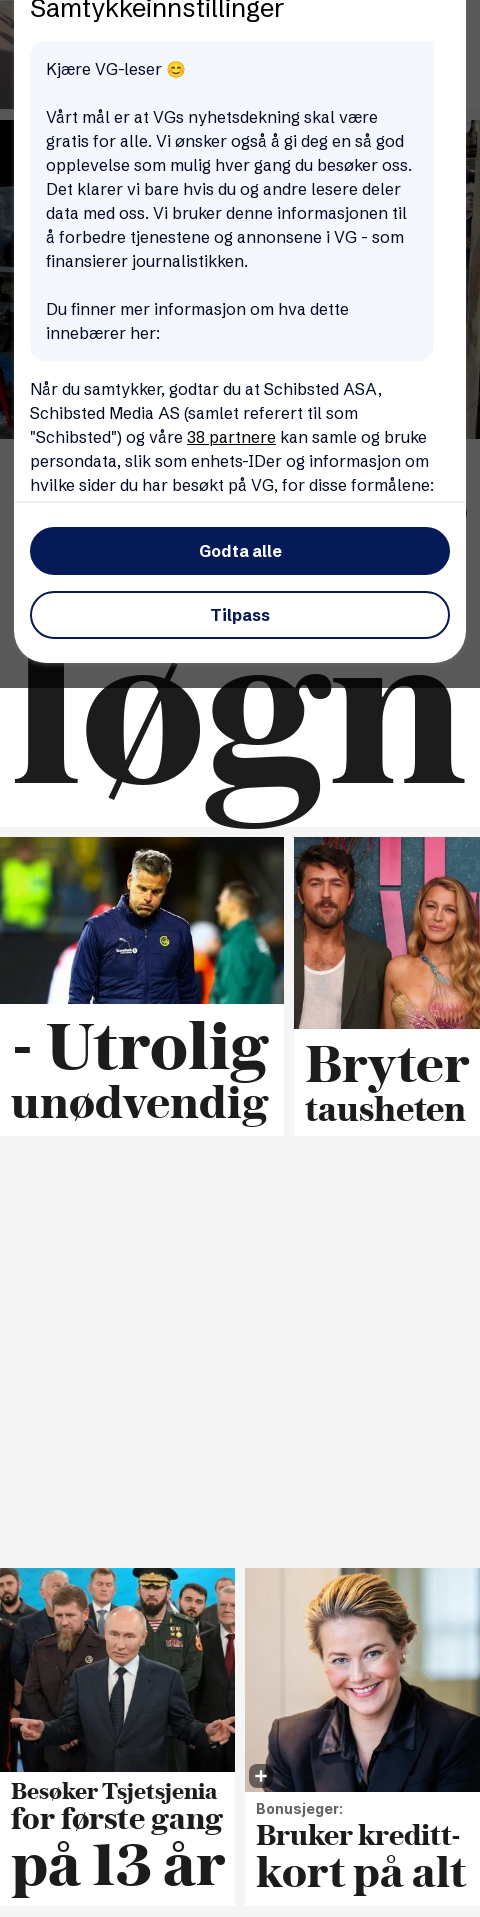 Samtykkeinnstillinger
Kjære VG-leser 😊
Vårt mål er at VGs nyhetsdekning skal være
gratis for alle. Vi ønsker også å gi deg en så god
opplevelse som mulig hver gang du besøker oss.
Det klarer vi bare hvis du og andre lesere deler
data med oss. Vi bruker denne informasjonen til
å forbedre tjenestene og annonsene i VG - som
finansierer journalistikken.
Du finner mer informasjon om hva dette
innebærer her:
Når du samtykker, godtar du at Schibsted ASA,
Schibsted Media AS (samlet referert til som
"Schibsted") og våre 38 partnere kan samle og bruke
persondata, slik som enhets-IDer og informasjon om
hvilke sider du har besøkt på VG, for disse formålene:
Godta alle
Tilpass
løgn
- Utrolig
unødvendig
Bryter
tausheten
Besøker Tsjetsjenia
for første gang
på 13 år
Bonusjeger:
Bruker kreditt-
kort på alt